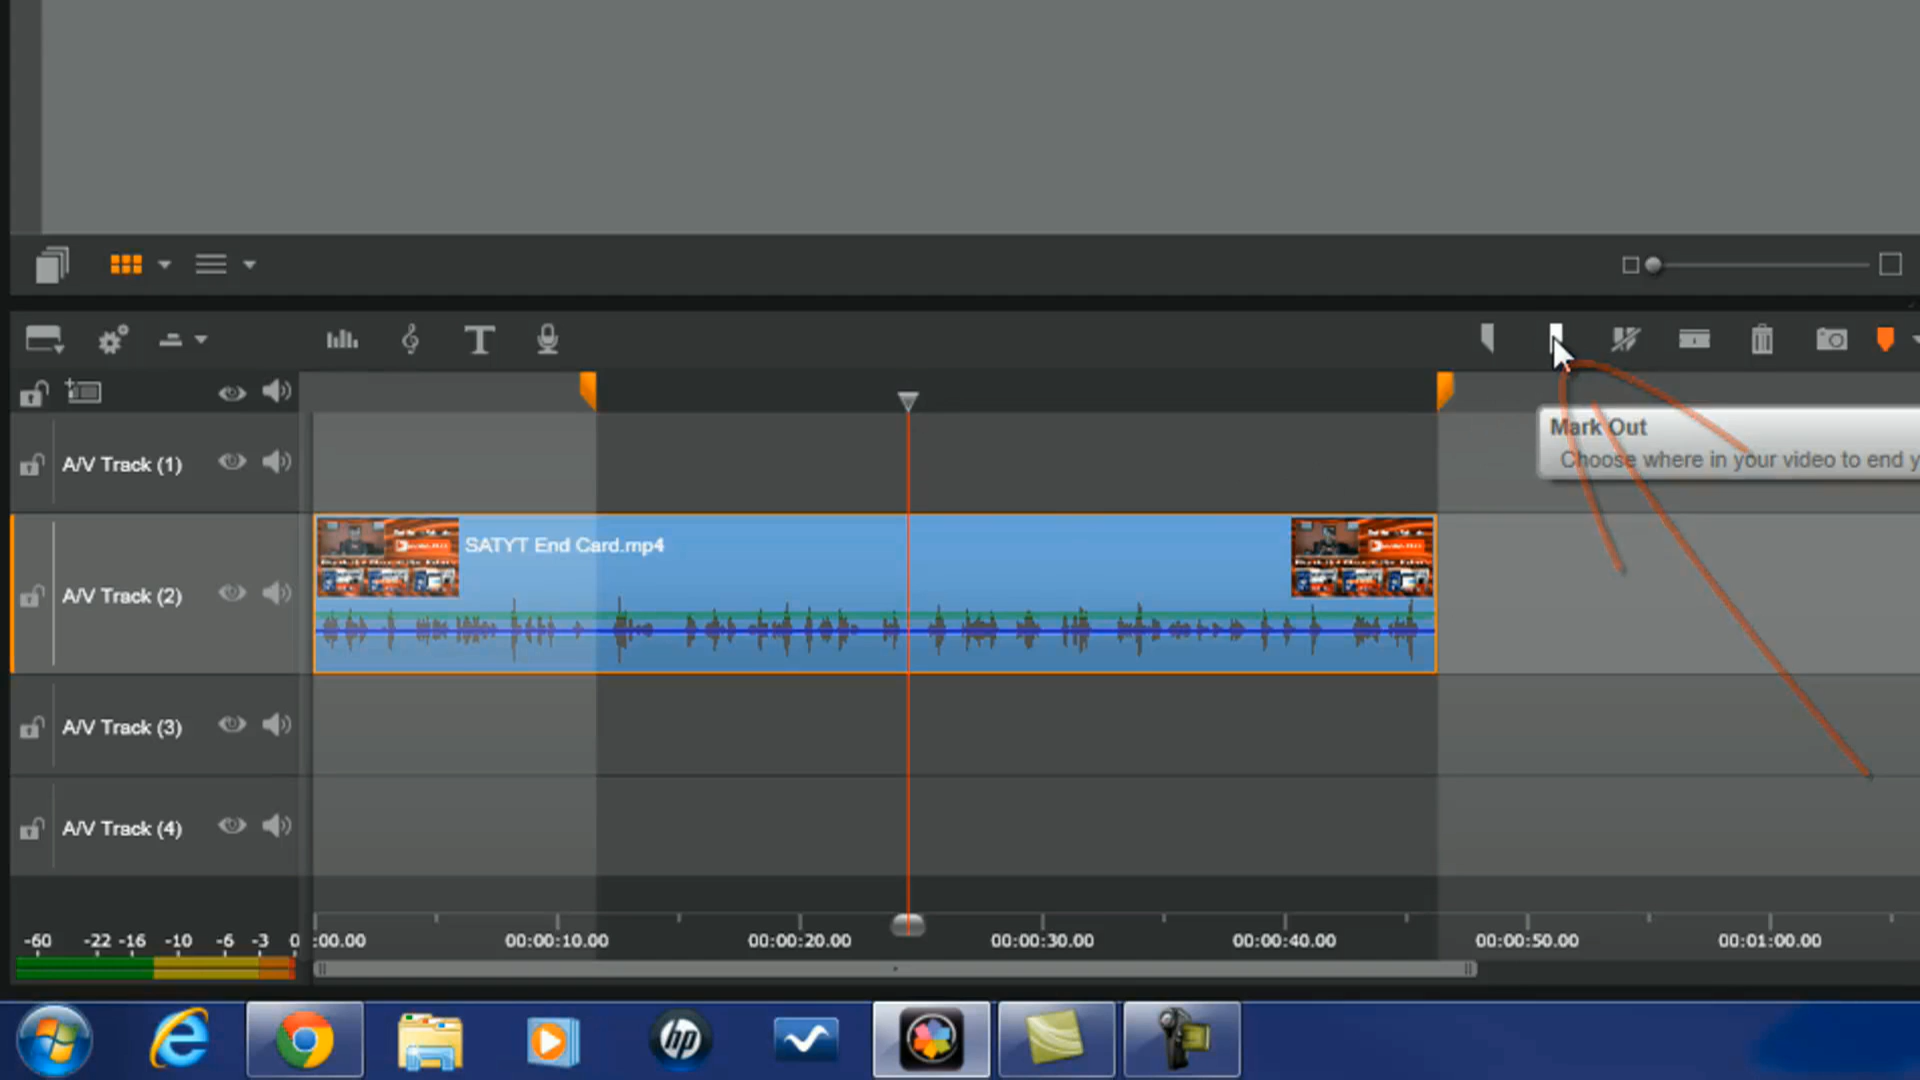 Mark Out
Choose where in your video to end y
A/V Track (1)
SATYT End Card.mp4
A/V Track (2)
A/V Track (3)
A/V Track (4)
-60 -22 -16 -10 -6 -3 0
:00.00 00:00:10.00 00:00:20.00 00:00:30.00 00:00:40.00 00:00:50.00 00:01:00.00
hp